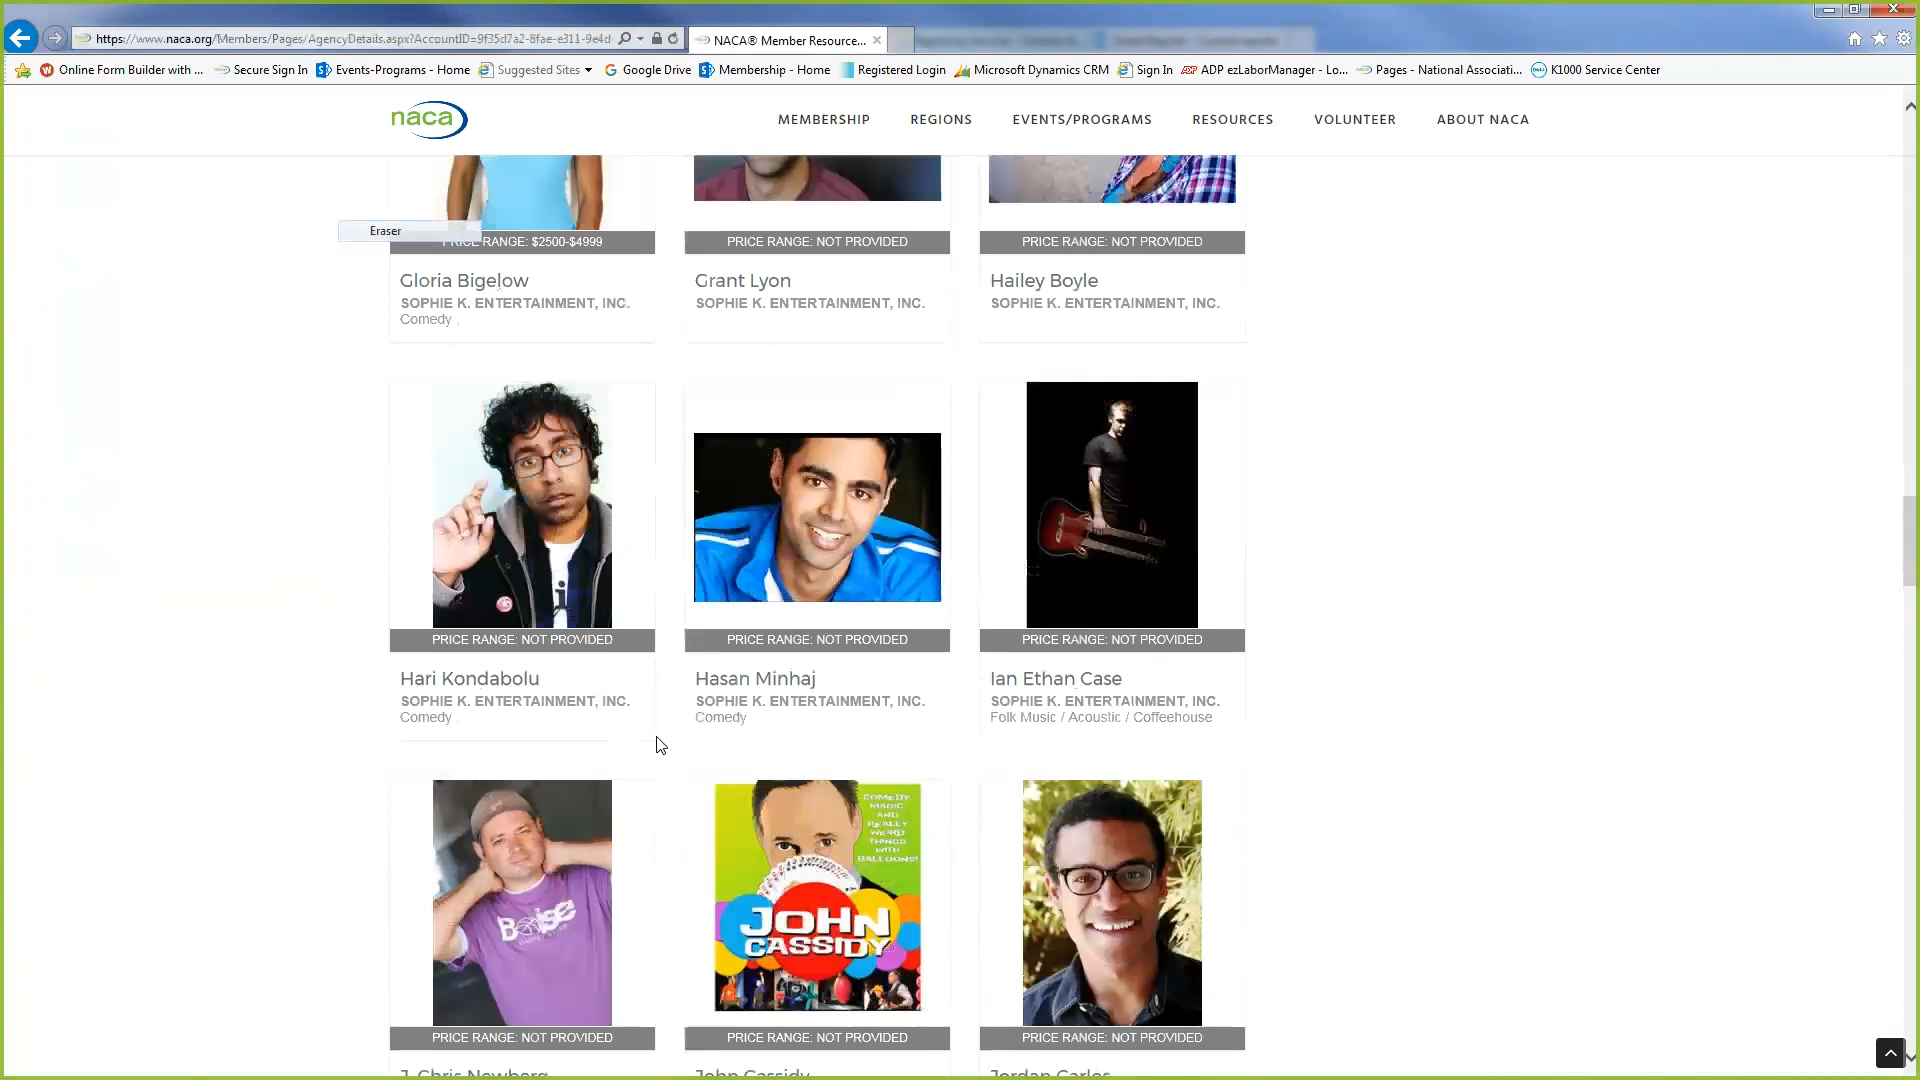 https://www.naca.org/Members/Pages/AgencyDetails.aspx?AccountID=9f35d7a2-8fae-e311-9e4d
NACA® Member Resource...
Online Form Builder with ...
Secure Sign In
Events-Programs - Home
Suggested Sites
Google Drive
Membership - Home
Registered Login
Microsoft Dynamics CRM
Sign In
ADP ezLaborManager - Lo...
Pages - National Associati...
K1000 Service Center
naca
MEMBERSHIP
REGIONS
EVENTS/PROGRAMS
RESOURCES
VOLUNTEER
ABOUT NACA
Eraser
PRICE RANGE: $2500-$4999
PRICE RANGE: NOT PROVIDED
PRICE RANGE: NOT PROVIDED
Gloria Bigelow
SOPHIE K. ENTERTAINMENT, INC.
Comedy
Grant Lyon
SOPHIE K. ENTERTAINMENT, INC.
Hailey Boyle
SOPHIE K. ENTERTAINMENT, INC.
PRICE RANGE: NOT PROVIDED
PRICE RANGE: NOT PROVIDED
PRICE RANGE: NOT PROVIDED
Hari Kondabolu
SOPHIE K. ENTERTAINMENT, INC.
Comedy
Hasan Minhaj
SOPHIE K. ENTERTAINMENT, INC.
Comedy
Ian Ethan Case
SOPHIE K. ENTERTAINMENT, INC.
Folk Music / Acoustic / Coffeehouse
Boise
COMEDY,
MAGIC
AND
REALLY
WEIRD
THINGS
WITH
BALLOONS!
JOHN
CASSIDY
PRICE RANGE: NOT PROVIDED
PRICE RANGE: NOT PROVIDED
PRICE RANGE: NOT PROVIDED
J. Chris Newberg
John Cassidy
Jordan Carlos